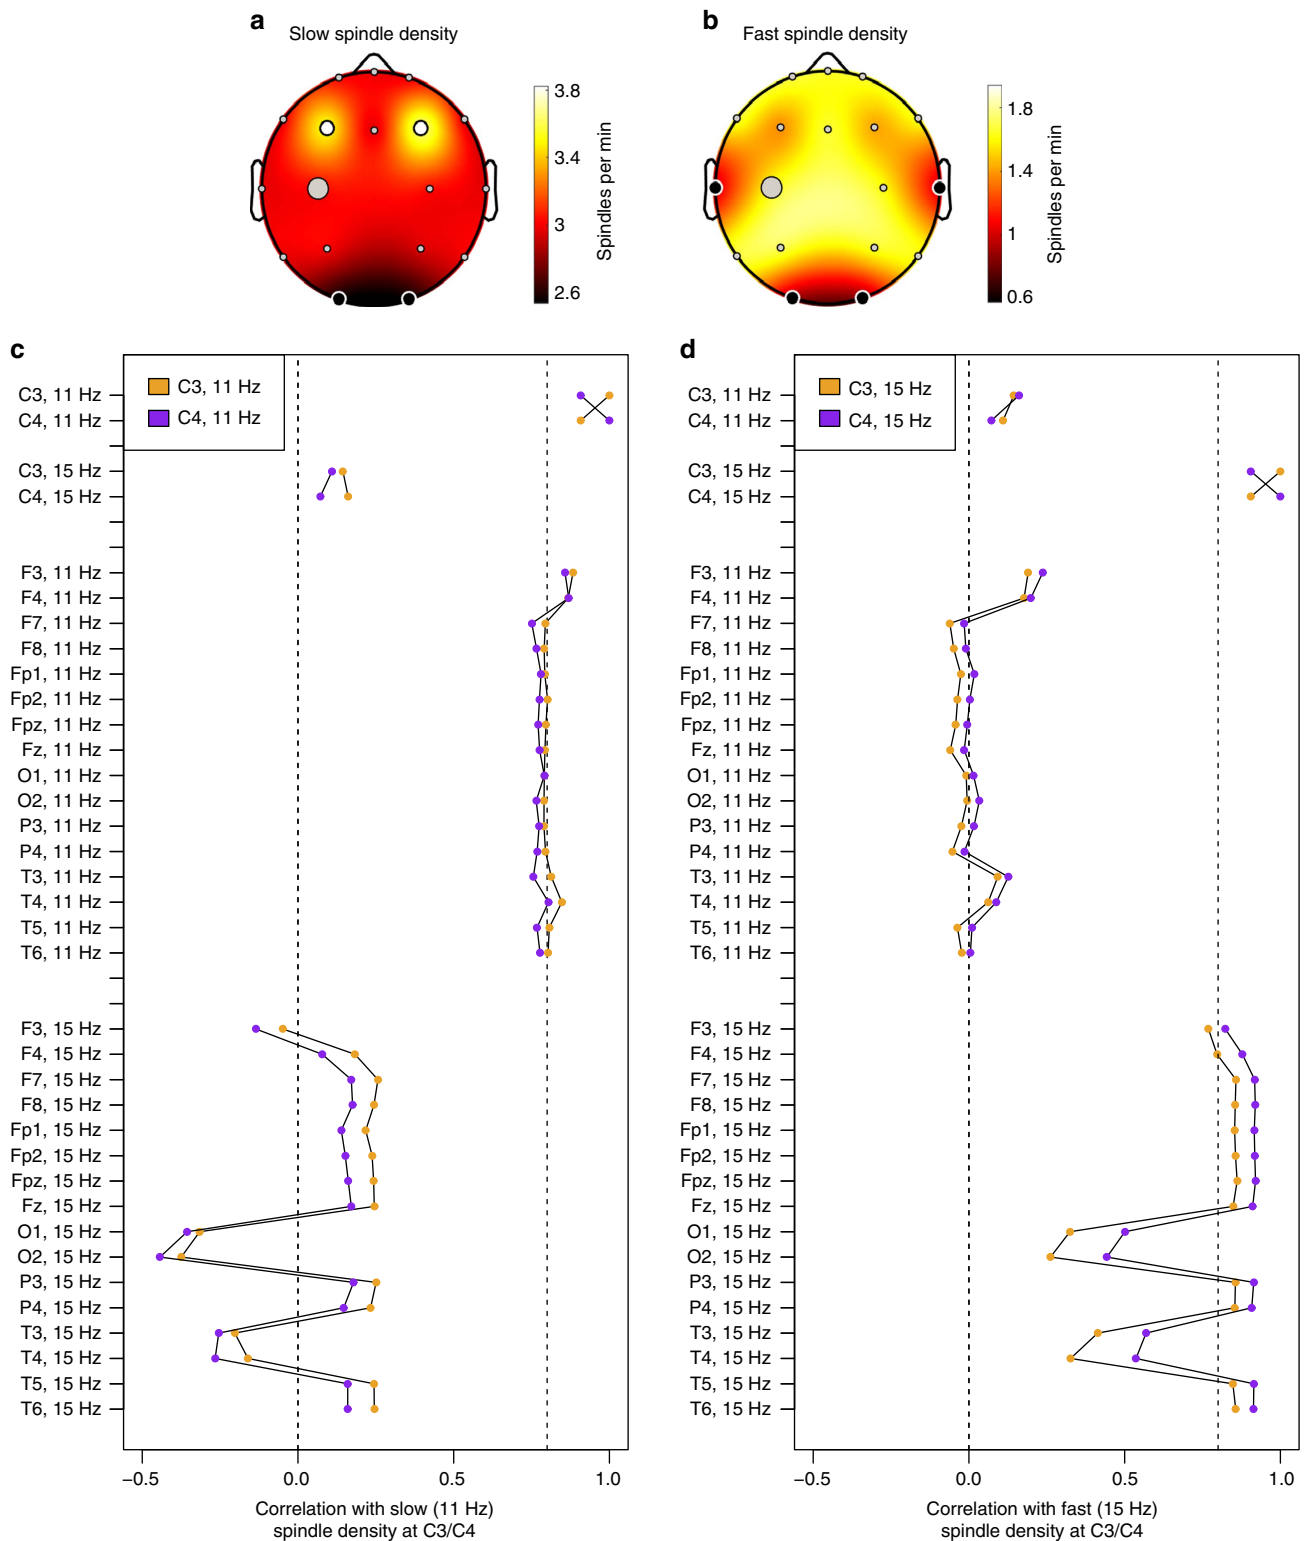 a
Slow spindle density
3.8
3.4
3
2.6
Spindles per min
b
Fast spindle density
1.8
1.4
1
0.6
Spindles per min
c
C3, 11 Hz
C4, 11 Hz
C3, 11 Hz
C4, 11 Hz
C3, 15 Hz
C4, 15 Hz
F3, 11 Hz
F4, 11 Hz
F7, 11 Hz
F8, 11 Hz
Fp1, 11 Hz
Fp2, 11 Hz
Fpz, 11 Hz
Fz, 11 Hz
O1, 11 Hz
O2, 11 Hz
P3, 11 Hz
P4, 11 Hz
T3, 11 Hz
T4, 11 Hz
T5, 11 Hz
T6, 11 Hz
F3, 15 Hz
F4, 15 Hz
F7, 15 Hz
F8, 15 Hz
Fp1, 15 Hz
Fp2, 15 Hz
Fpz, 15 Hz
Fz, 15 Hz
O1, 15 Hz
O2, 15 Hz
P3, 15 Hz
P4, 15 Hz
T3, 15 Hz
T4, 15 Hz
T5, 15 Hz
T6, 15 Hz
−0.5 0.0 0.5 1.0
Correlation with slow (11 Hz)
spindle density at C3/C4
d
C3, 15 Hz
C4, 15 Hz
C3, 11 Hz
C4, 11 Hz
C3, 15 Hz
C4, 15 Hz
F3, 11 Hz
F4, 11 Hz
F7, 11 Hz
F8, 11 Hz
Fp1, 11 Hz
Fp2, 11 Hz
Fpz, 11 Hz
Fz, 11 Hz
O1, 11 Hz
O2, 11 Hz
P3, 11 Hz
P4, 11 Hz
T3, 11 Hz
T4, 11 Hz
T5, 11 Hz
T6, 11 Hz
F3, 15 Hz
F4, 15 Hz
F7, 15 Hz
F8, 15 Hz
Fp1, 15 Hz
Fp2, 15 Hz
Fpz, 15 Hz
Fz, 15 Hz
O1, 15 Hz
O2, 15 Hz
P3, 15 Hz
P4, 15 Hz
T3, 15 Hz
T4, 15 Hz
T5, 15 Hz
T6, 15 Hz
−0.5 0.0 0.5 1.0
Correlation with fast (15 Hz)
spindle density at C3/C4